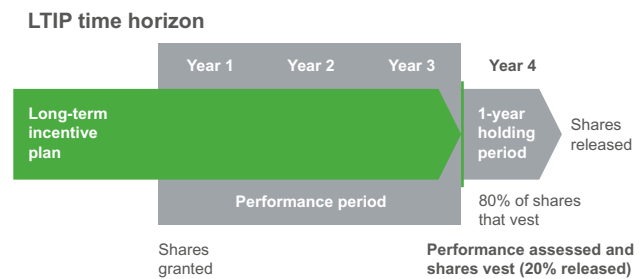 LTIP time horizon
Year 1 Year 2 Year 3 Year 4
Long-term
incentive
plan
1-year
holding
period
Shares
released
Performance period
80% of shares
that vest
Shares
granted
Performance assessed and
shares vest (20% released)